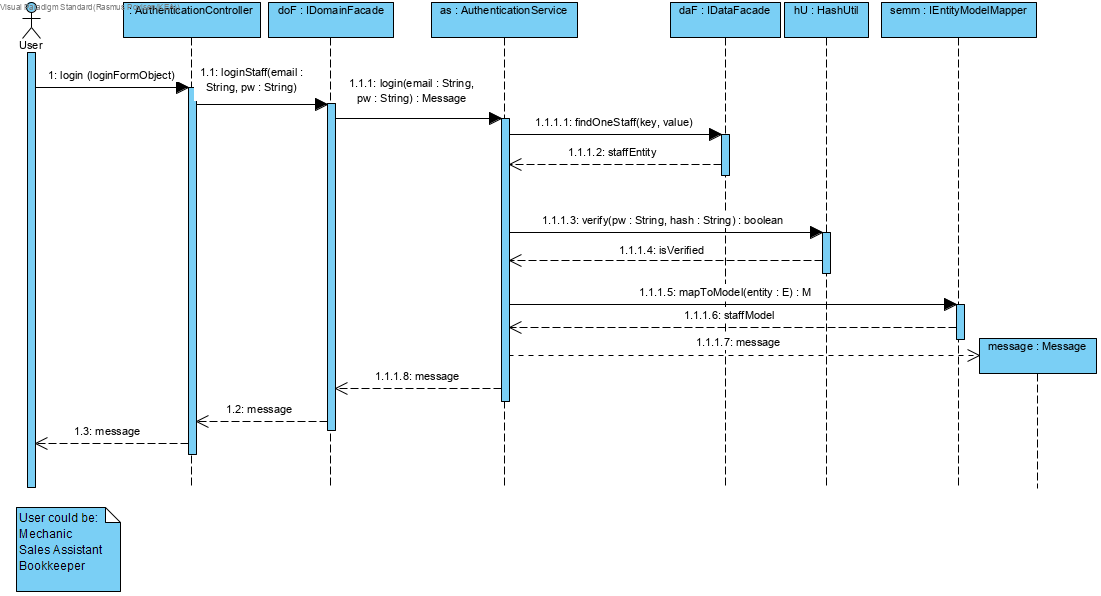 Visual Paradigm Standard(Rasmus
: AuthenticationController
doF : IDomainFacade
as : AuthenticationService
daF : IDataFacade
hU : HashUtil
semm : IEntityModelMapper
User
1: login (loginFormObject)
1.1: loginStaff(email :
String, pw : String)
1.1.1: login(email : String,
pw : String) : Message
1.1.1.1: findOneStaff(key, value)
1.1.1.2: staffEntity
1.1.1.3: verify(pw : String, hash : String) : boolean
1.1.1.4: isVerified
1.1.1.5: mapToModel(entity : E) : M
1.1.1.6: staffModel
1.1.1.7: message
message : Message
1.1.1.8: message
1.2: message
1.3: message
User could be:
Mechanic
Sales Assistant
Bookkeeper